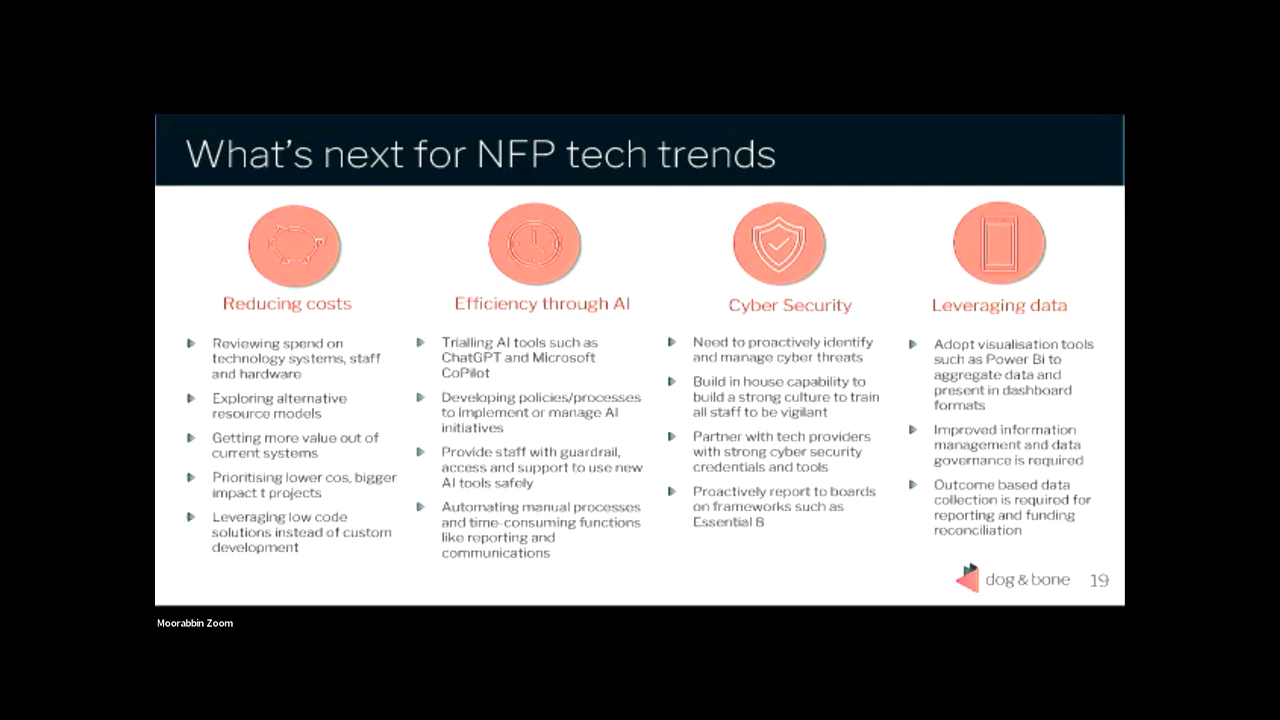 What's next for NFP tech trends
Reducing costs
Reviewing spend on
technology systems, staff
and hardware
Exploring alternative
resource models
Getting more value out of
current systems
Prioritising lower cos, bigger
impact t projects
Leveraging low code
solutions instead of custom
development
Efficiency through AI
Trialling AI tools such as
ChatGPT and Microsoft
CoPilot
Developing policies/processes
to implement or manage AI
initiatives
Provide staff with guardrail,
access and support to use new
AI tools safely
Automating manual processes
and time-consuming functions
like reporting and
communications
Cyber Security
Need to proactively identify
and manage cyber threats
Build in house capability to
build a strong culture to train
all staff to be vigilant
Partner with tech providers
with strong cyber security
credentials and tools
Proactively report to boards
on frameworks such as
Essential 8
Leveraging data
Adopt visualisation tools
such as Power Bi to
aggregate data and
present in dashboard
formats
Improved information
management and data
governance is required
Outcome based data
collection is required for
reporting and funding
reconciliation
dog & bone 19
Moorabbin Zoom